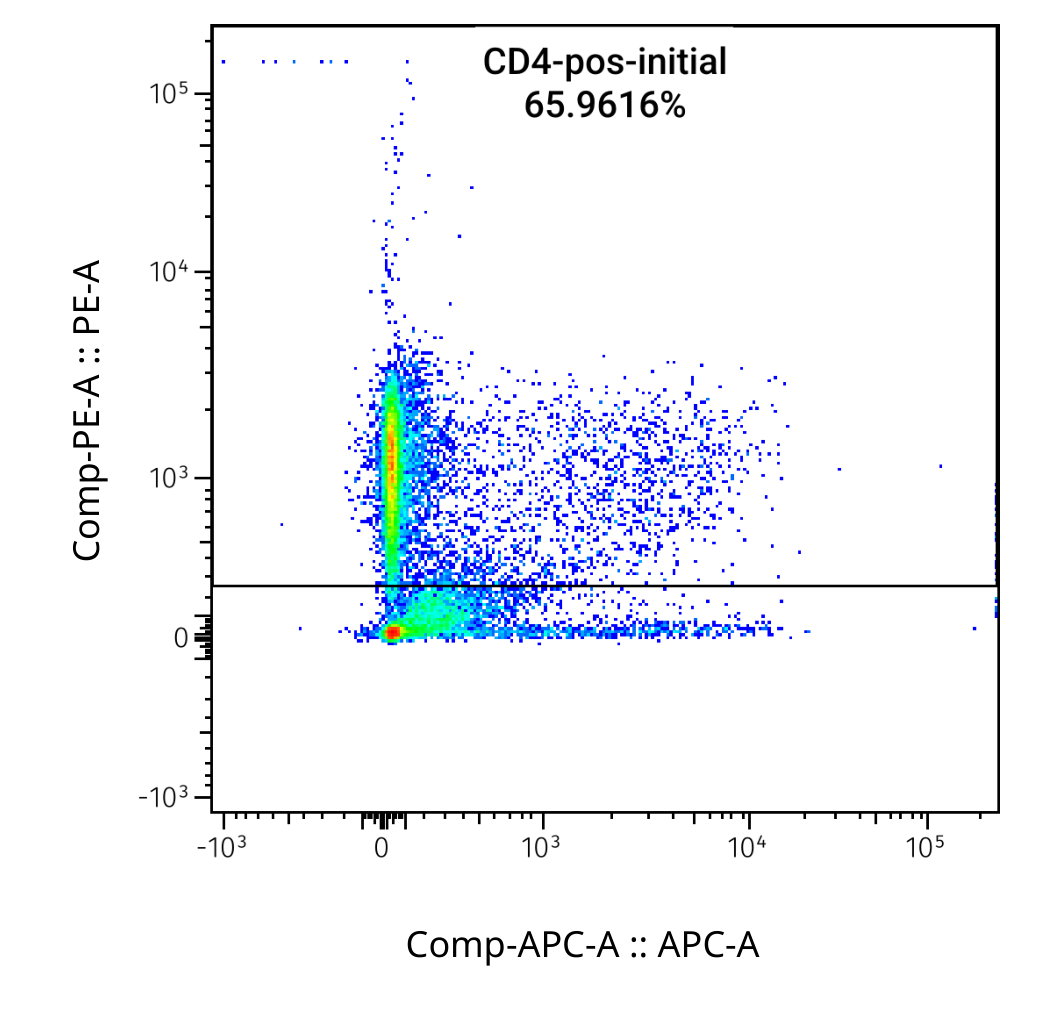 CD4-pos-initial
65.9616%
10⁵
10⁴
10³
0
-10³
Comp-PE-A :: PE-A
-10³ 0 10³ 10⁴ 10⁵
Comp-APC-A :: APC-A